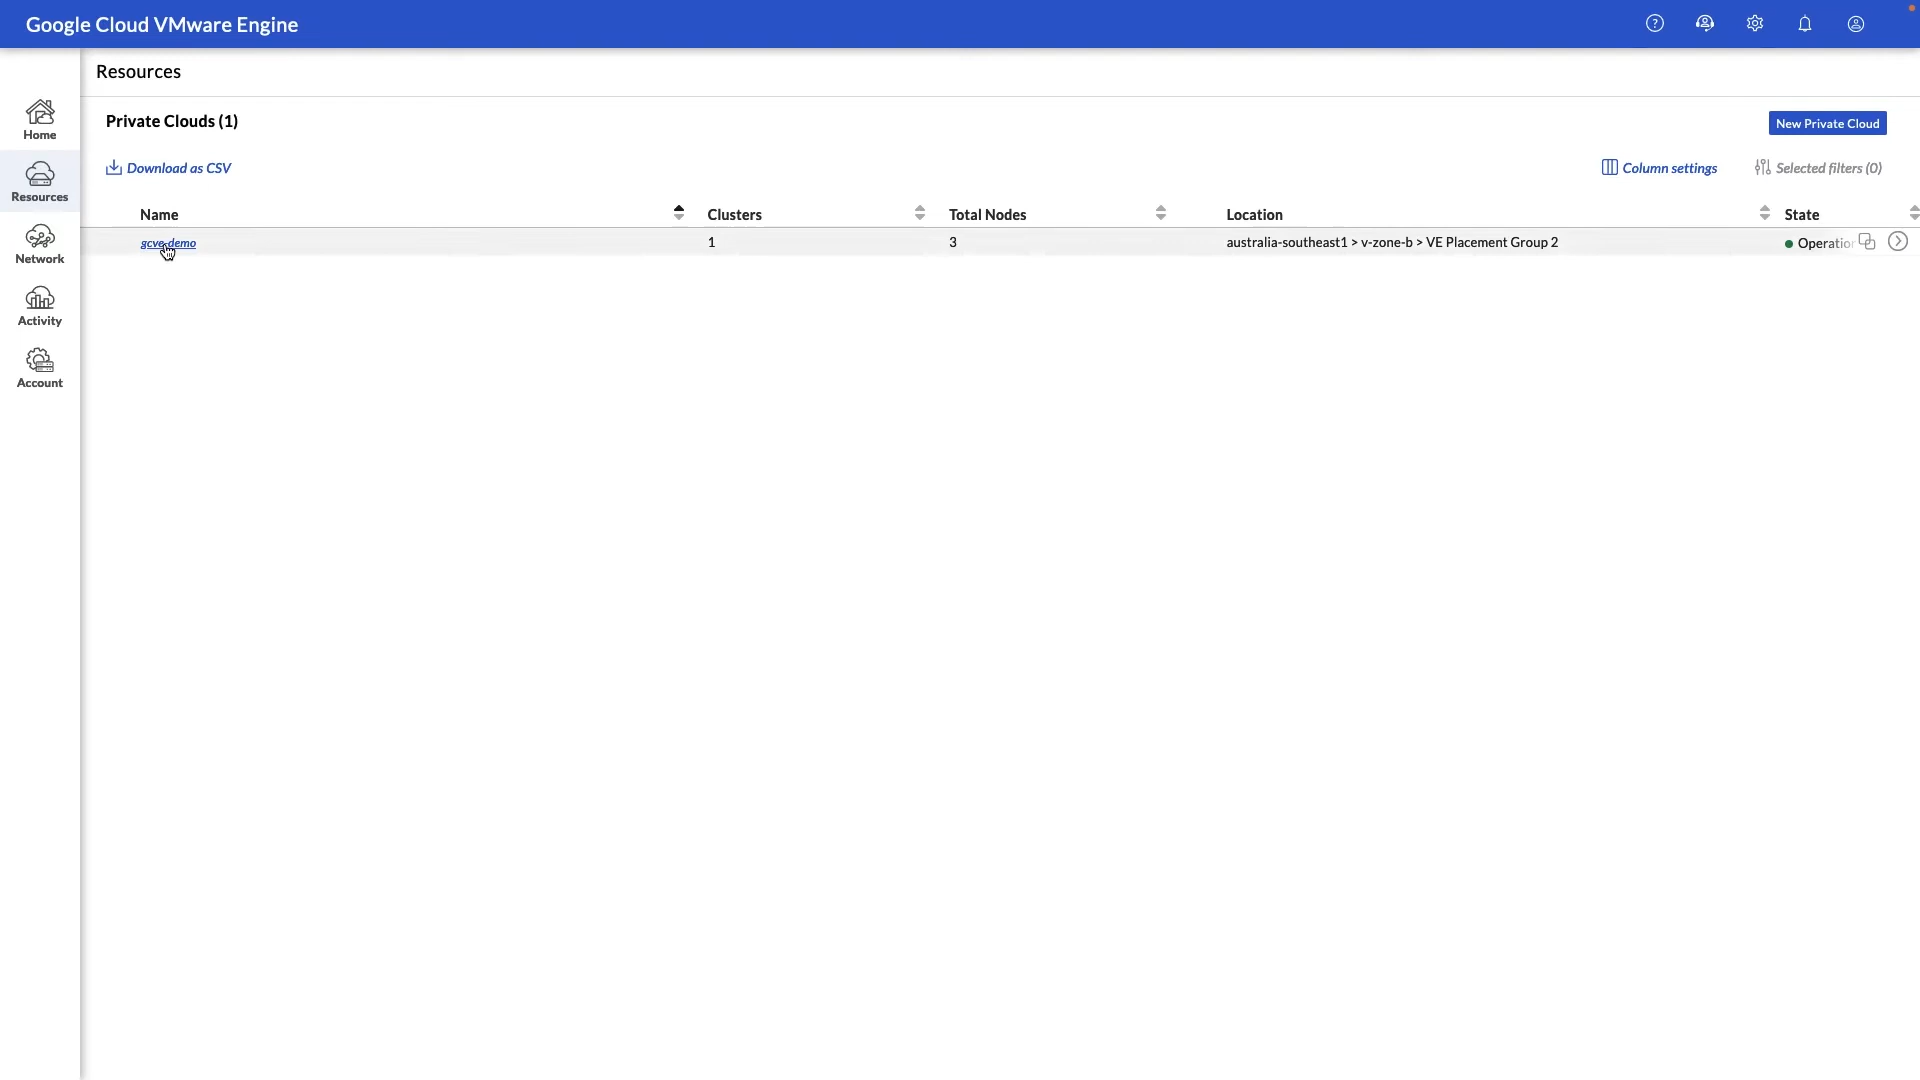 Google Cloud VMware Engine
Resources
Home
Resources
Network
Activity
Account
Private Clouds (1)
New Private Cloud
Download as CSV
Column settings
Selected filters (0)
Name Clusters Total Nodes Location State
gcve-demo 1 3 australia-southeast1 > v-zone-b > VE Placement Group 2 Operatio